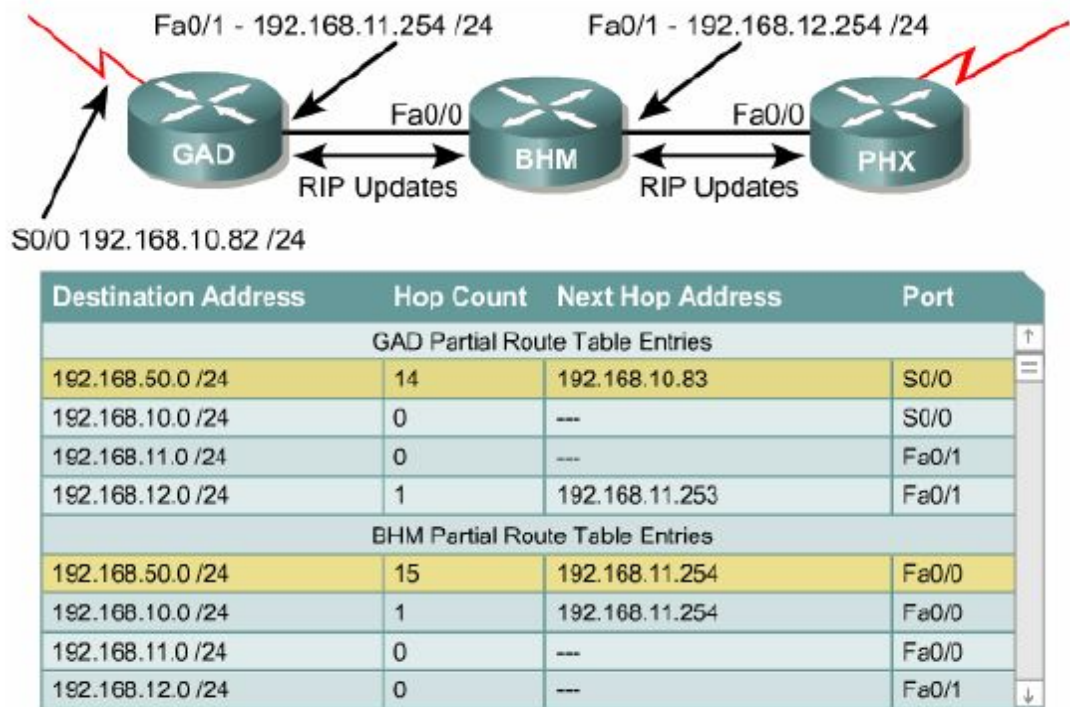 Fa0/1 - 192.168.11.254 /24 Fa0/1 - 192.168.12.254 /24
Fa0/0 Fa0/0
GAD BHM PHX
RIP Updates RIP Updates
S0/0 192.168.10.82 /24
Destination Address Hop Count Next Hop Address Port
GAD Partial Route Table Entries
192.168.50.0 /24 14 192.168.10.83 S0/0
192.168.10.0 /24 0 --- S0/0
192.168.11.0 /24 0 --- Fa0/1
192.168.12.0 /24 1 192.168.11.253 Fa0/1
BHM Partial Route Table Entries
192.168.50.0 /24 15 192.168.11.254 Fa0/0
192.168.10.0 /24 1 192.168.11.254 Fa0/0
192.168.11.0 /24 0 --- Fa0/0
192.168.12.0 /24 0 --- Fa0/1